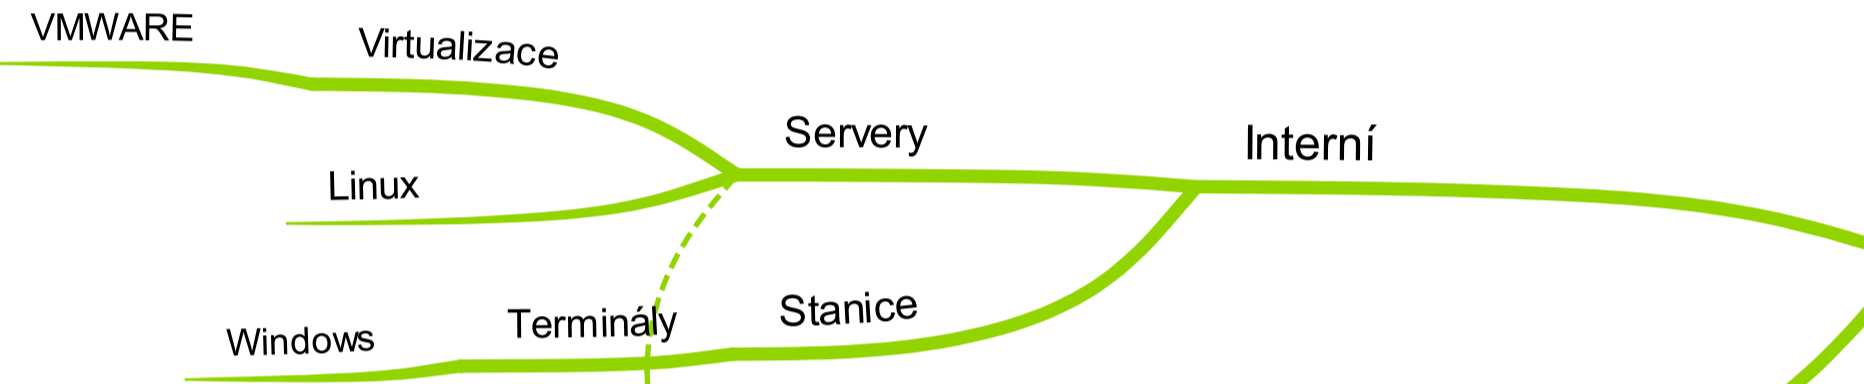 VMWARE
Virtualizace
Servery
Interní
Linux
Stanice
Terminály
Windows